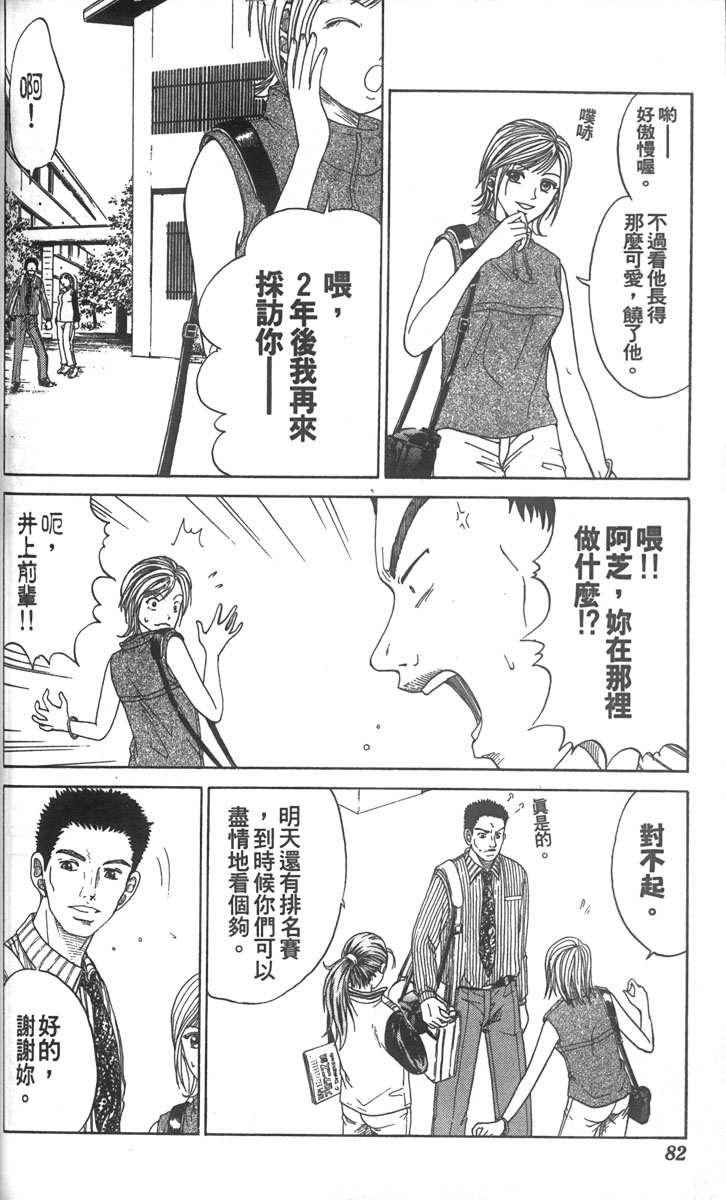 喲——
好傲慢喔。
不過看他長得
那麼可愛，饒了他。
噗哧
喂，
2年後我再來
採訪你——
啊！
喂!!
阿芝，妳在那裡
做什麼!?
呃，
井上前輩!!
對不起。
真是的。
明天還有排名賽
，到時候你們可以
盡情地看個夠。
好的，
謝謝妳。
82